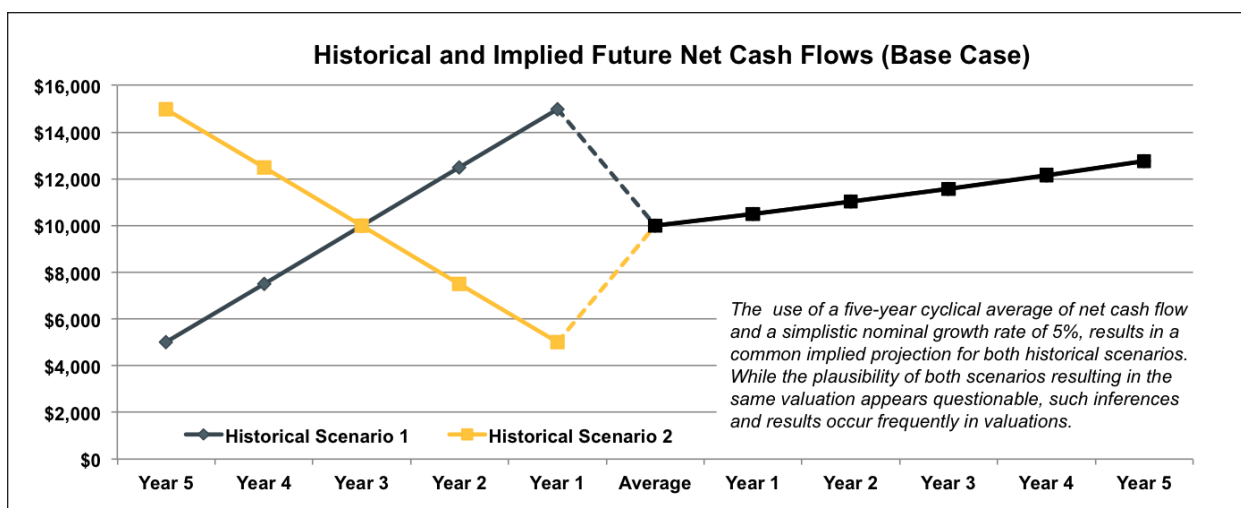 Historical and Implied Future Net Cash Flows (Base Case)
$16,000
$14,000
$12,000
$10,000
$8,000
$6,000
$4,000
$2,000
$0
The use of a five-year cyclical average of net cash flow
and a simplistic nominal growth rate of 5%, results in a
common implied projection for both historical scenarios.
While the plausibility of both scenarios resulting in the
same valuation appears questionable, such inferences
and results occur frequently in valuations.
Historical Scenario 1 Historical Scenario 2
Year 5 Year 4 Year 3 Year 2 Year 1 Average Year 1 Year 2 Year 3 Year 4 Year 5